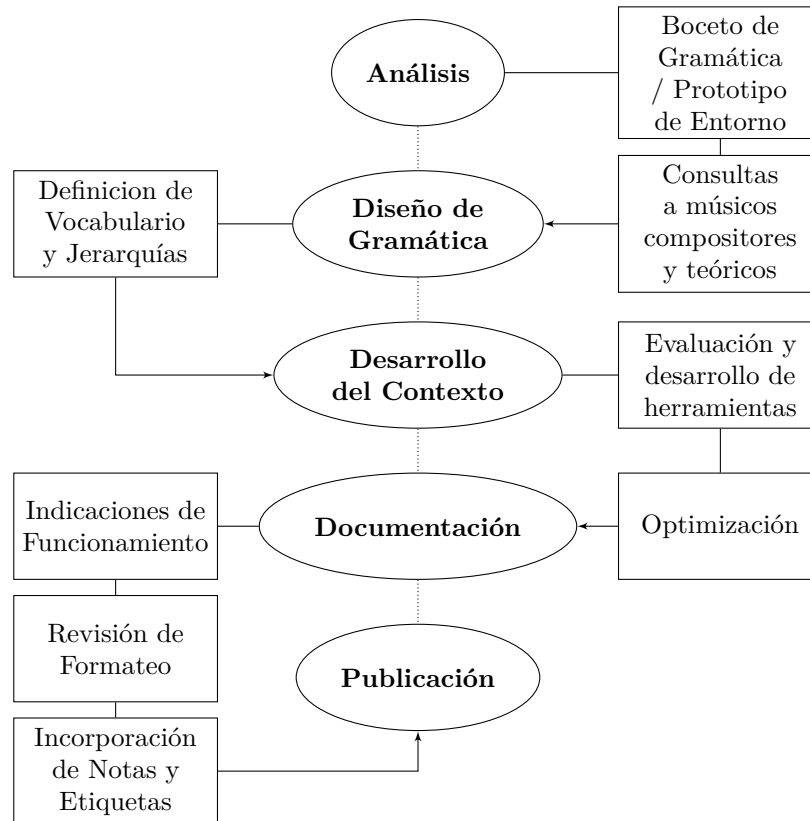 Análisis
Boceto de
Gramática
/ Prototipo
de Entorno
Definicion de
Vocabulario
y Jerarquías
Diseño de
Gramática
Consultas
a músicos
compositores
y teóricos
Desarrollo
del Contexto
Evaluación y
desarrollo de
herramientas
Indicaciones de
Funcionamiento
Documentación
Optimización
Revisión de
Formateo
Publicación
Incorporación
de Notas y
Etiquetas